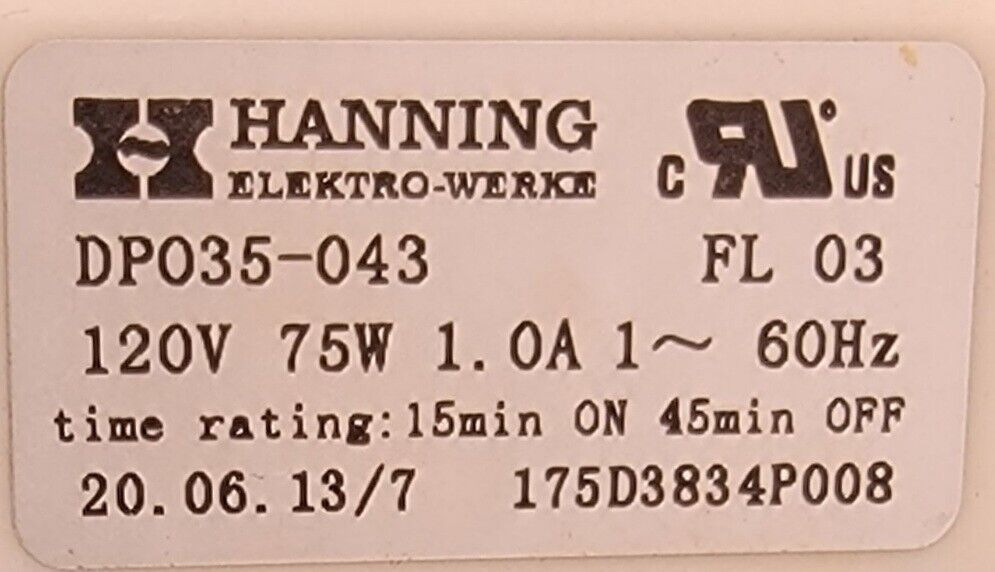 HANNING
ELEKTRO-WERKE
C RU US
DP035-043 FL 03
120V 75W 1.0A 1~ 60Hz
time rating:15min ON 45min OFF
20.06.13/7 175D3834P008